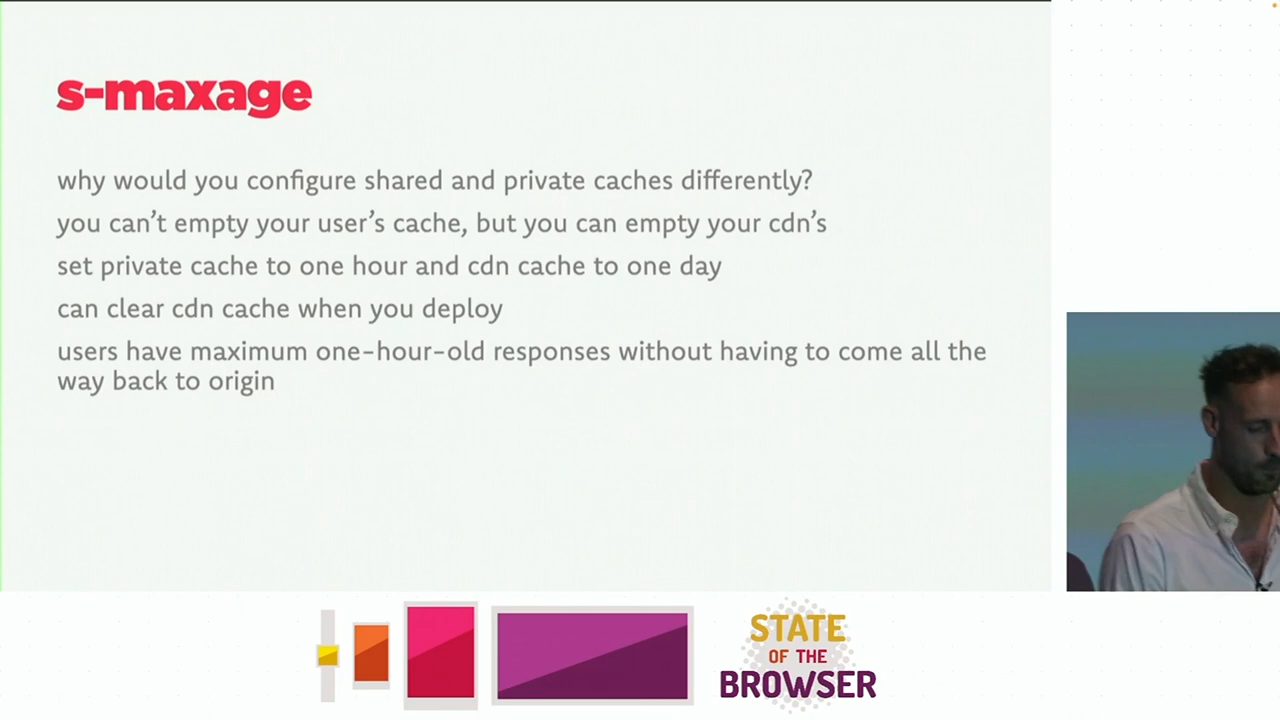 s-maxage
why would you configure shared and private caches differently?
you can’t empty your user’s cache, but you can empty your cdn’s
set private cache to one hour and cdn cache to one day
can clear cdn cache when you deploy
users have maximum one-hour-old responses without having to come all the
way back to origin
STATE
OF THE
BROWSER